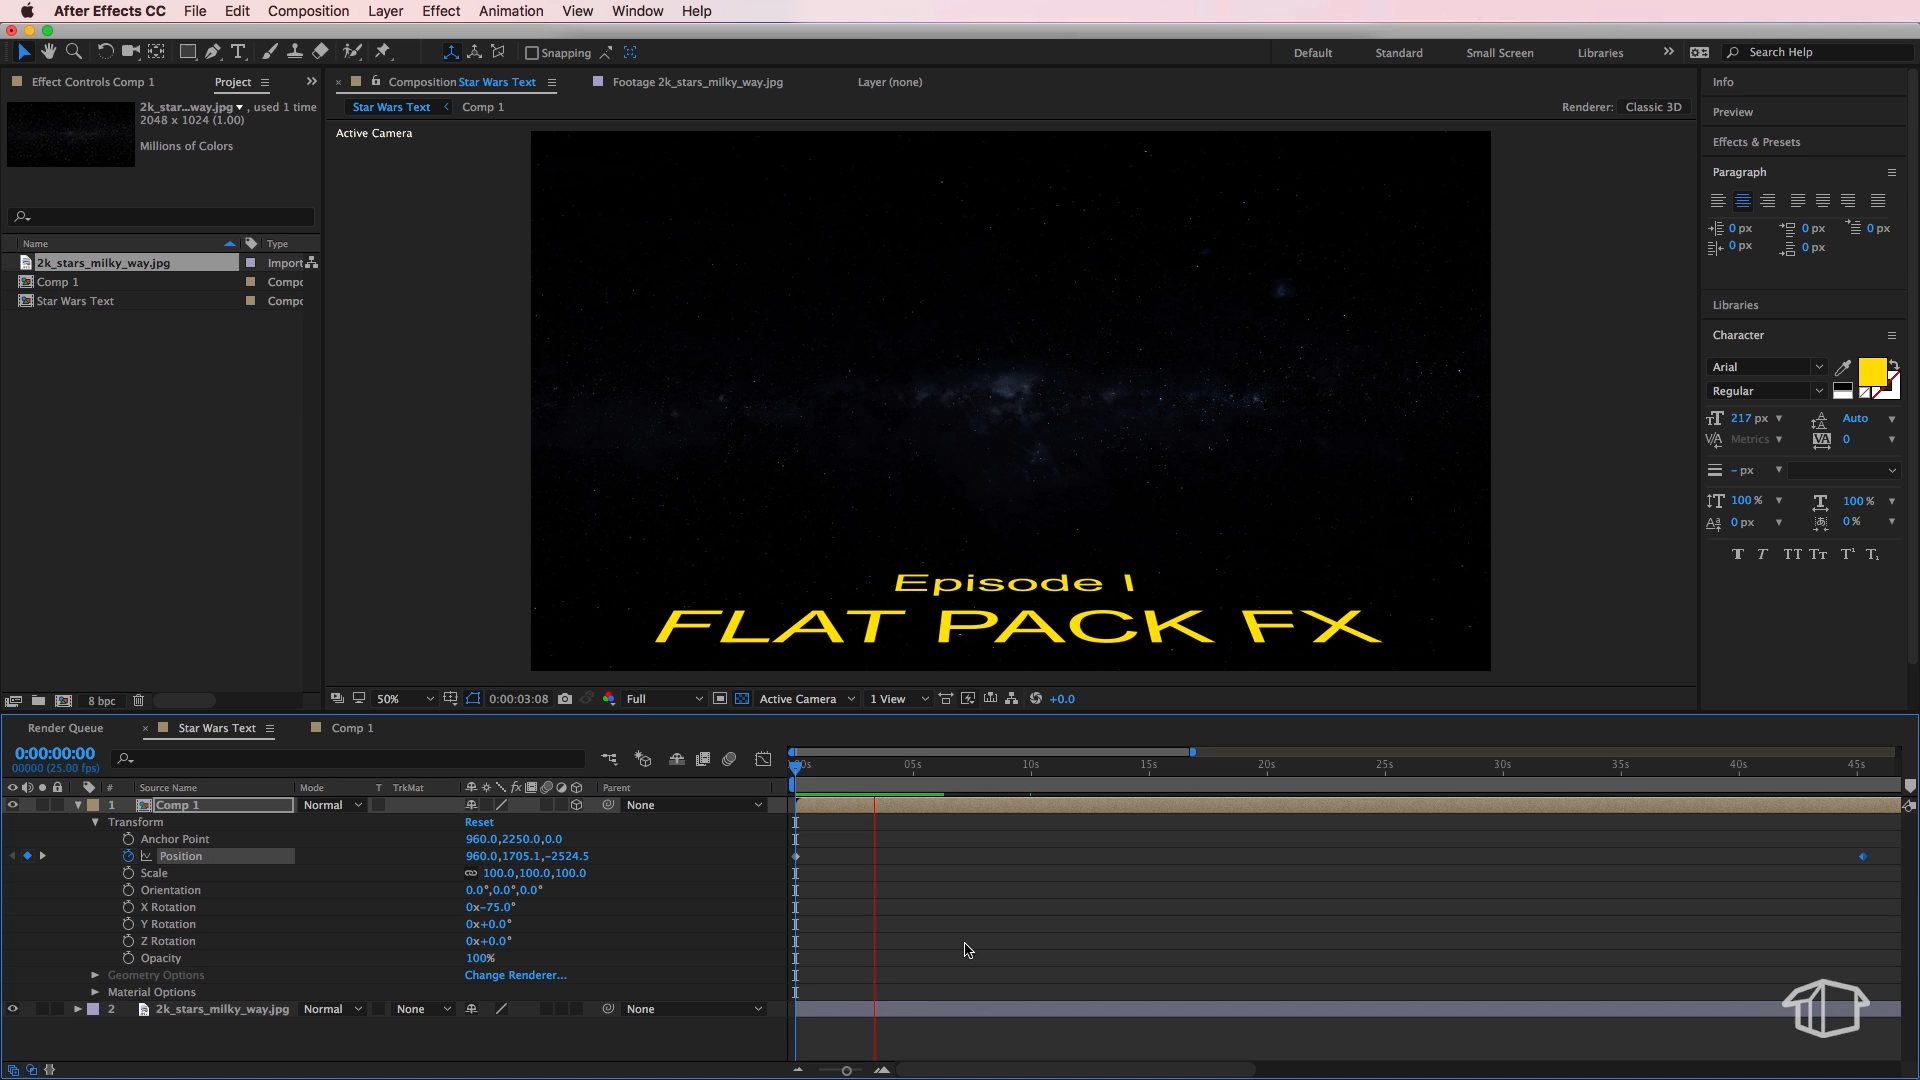 After Effects CC File Edit Composition Layer Effect Animation View Window Help
Snapping Default Standard Small Screen Libraries Search Help
Effect Controls Comp 1 Project
2k_star...way.jpg , used 1 time
2048 x 1024 (1.00)
Millions of Colors
Name Type
2k_stars_milky_way.jpg Import
Comp 1 Compo
Star Wars Text Compo
8 bpc
Composition Star Wars Text Footage 2k_stars_milky_way.jpg Layer (none)
Star Wars Text Comp 1 Renderer: Classic 3D
Active Camera
Episode I
FLAT PACK FX
50% 0:00:03:08 Full Active Camera 1 View +0.0
Info
Preview
Effects & Presets
Paragraph
0 px 0 px 0 px
0 px 0 px
Libraries
Character
Arial
Regular
217 px Auto
Metrics 0
- px
100 % 100 %
0 px 0 %
T T TT Tт T¹ T₁
Render Queue Star Wars Text Comp 1
0:00:00:00
00000 (25.00 fps)
00s 05s 10s 15s 20s 25s 30s 35s 40s 45s
# Source Name Mode T TrkMat Parent
1 Comp 1 Normal None
Transform Reset
Anchor Point 960.0,2250.0,0.0
Position 960.0,1705.1,-2524.5
Scale 100.0,100.0,100.0
Orientation 0.0°,0.0°,0.0°
X Rotation 0x-75.0°
Y Rotation 0x+0.0°
Z Rotation 0x+0.0°
Opacity 100%
Geometry Options Change Renderer...
Material Options
2 2k_stars_milky_way.jpg Normal None None